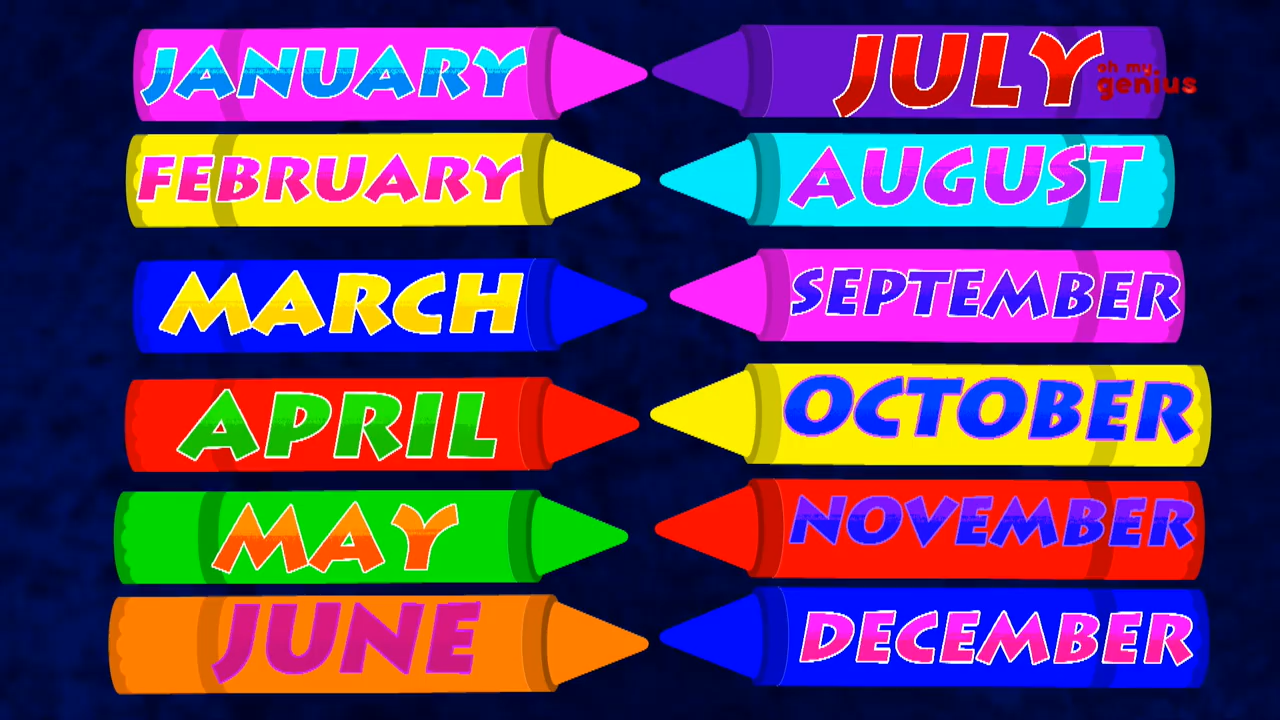 JANUARY
FEBRUARY
MARCH
APRIL
MAY
JUNE
JULY
oh my
genius
AUGUST
SEPTEMBER
OCTOBER
NOVEMBER
DECEMBER